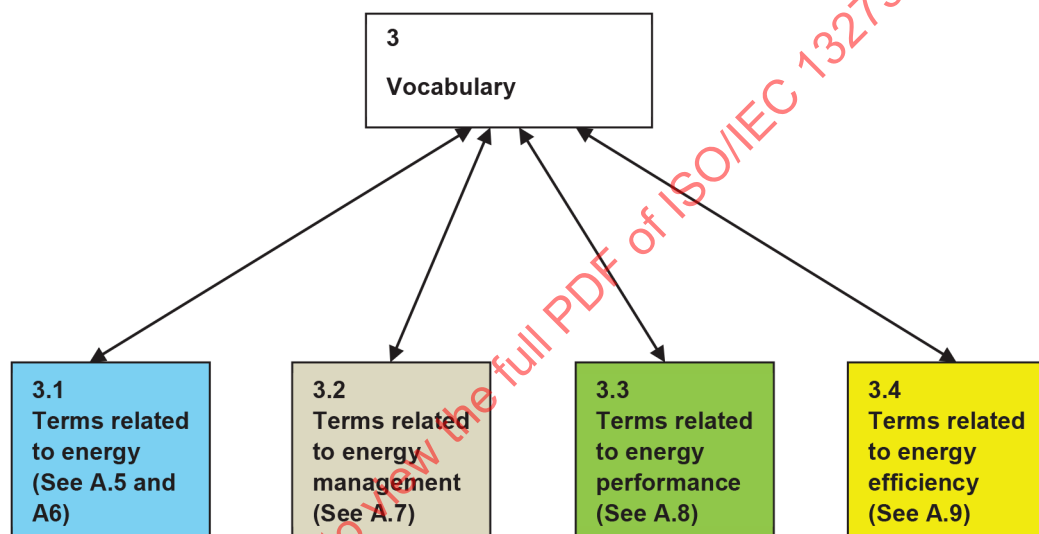 3
Vocabulary
3.1
Terms related
to energy
(See A.5 and
A6)
3.2
Terms related
to energy
management
(See A.7)
3.3
Terms related
to energy
performance
(See A.8)
3.4
Terms related
to energy
efficiency
(See A.9)
to view the full PDF of ISO/IEC 13273